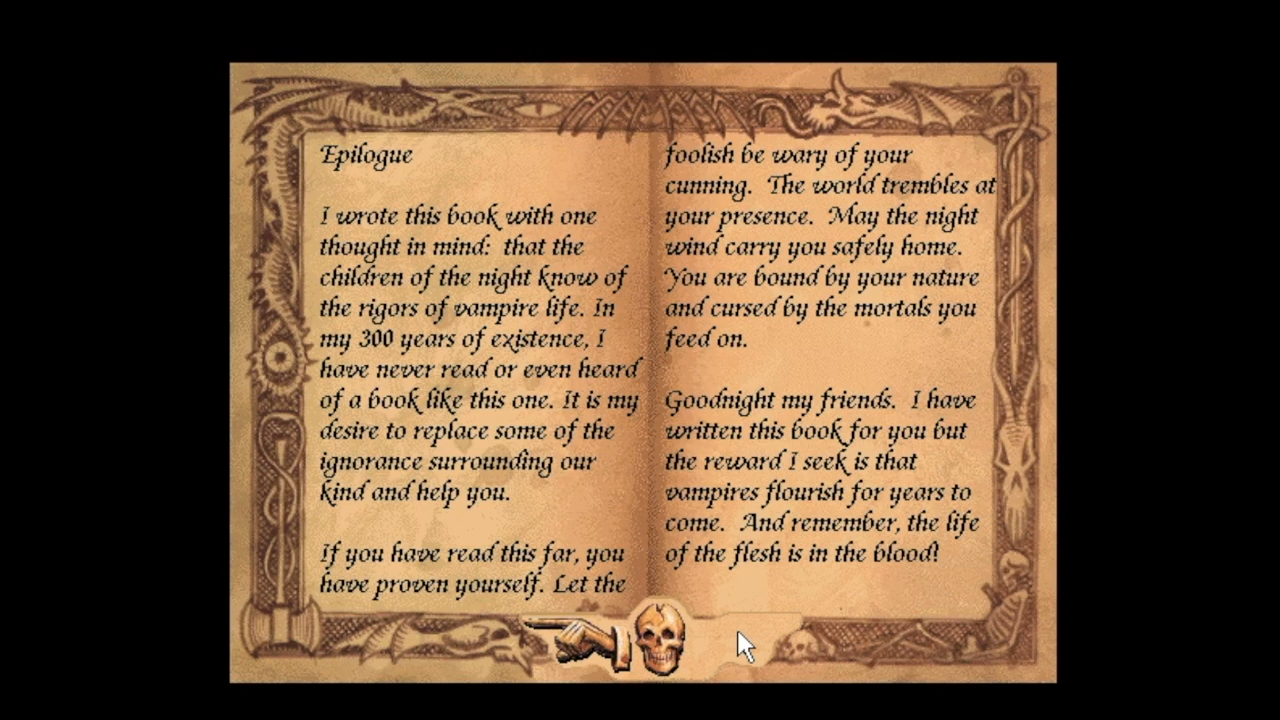 Epilogue
I wrote this book with one
thought in mind:  that the
children of the night know of
the rigors of vampire life. In
my 300 years of existence, I
have never read or even heard
of a book like this one. It is my
desire to replace some of the
ignorance surrounding our
kind and help you.
If you have read this far, you
have proven yourself. Let the
foolish be wary of your
cunning.  The world trembles at
your presence.  May the night
wind carry you safely home.
You are bound by your nature
and cursed by the mortals you
feed on.
Goodnight my friends.  I have
written this book for you but
the reward I seek is that
vampires flourish for years to
come.  And remember, the life
of the flesh is in the blood!